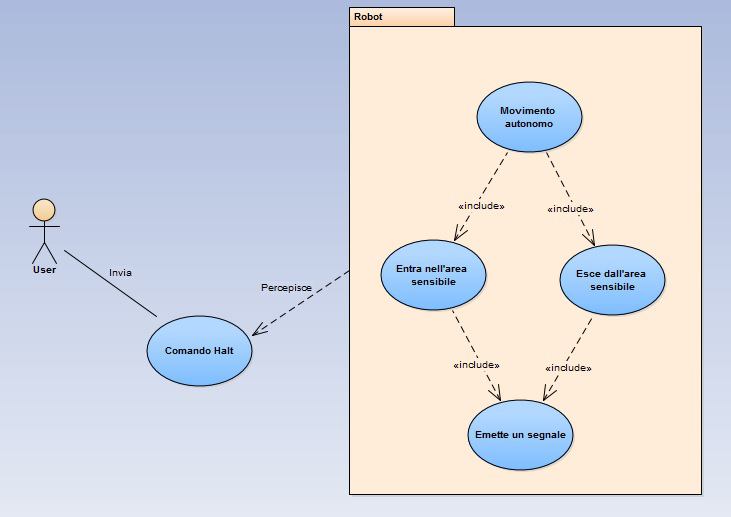 Robot
Movimento
autonomo
«include»
«include»
Entra nell'area
sensibile
Esce dall'area
sensibile
User
Invia
Percepisce
Comando Halt
«include»
«include»
Emette un segnale